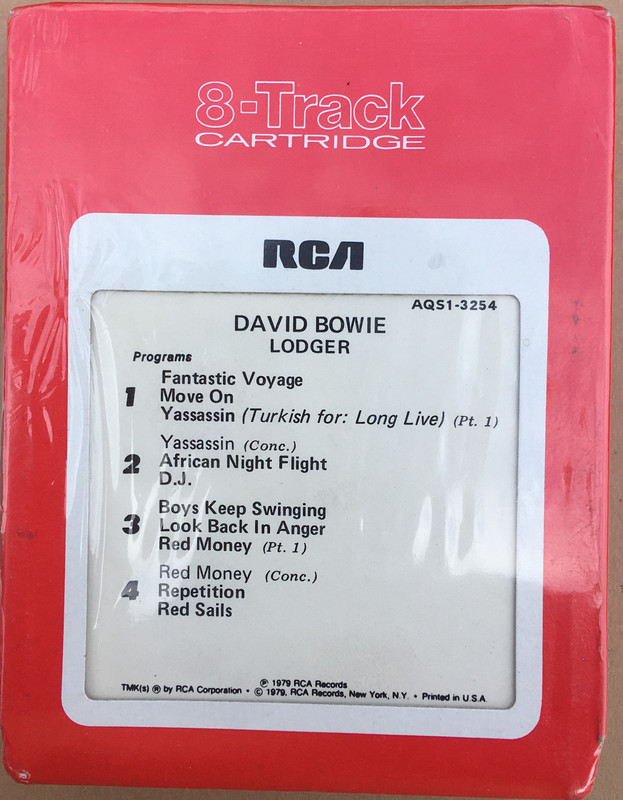 8-Track
CARTRIDGE
RCA
AQS1-3254
DAVID BOWIE
LODGER
Programs
1
Fantastic Voyage
Move On
Yassassin (Turkish for: Long Live) (Pt. 1)
2
Yassassin (Conc.)
African Night Flight
D.J.
3
Boys Keep Swinging
Look Back In Anger
Red Money (Pt. 1)
4
Red Money (Conc.)
Repetition
Red Sails
℗ 1979 RCA Records
TMK(s) ® by RCA Corporation • © 1979, RCA Records, New York, N.Y. • Printed in U.S.A.